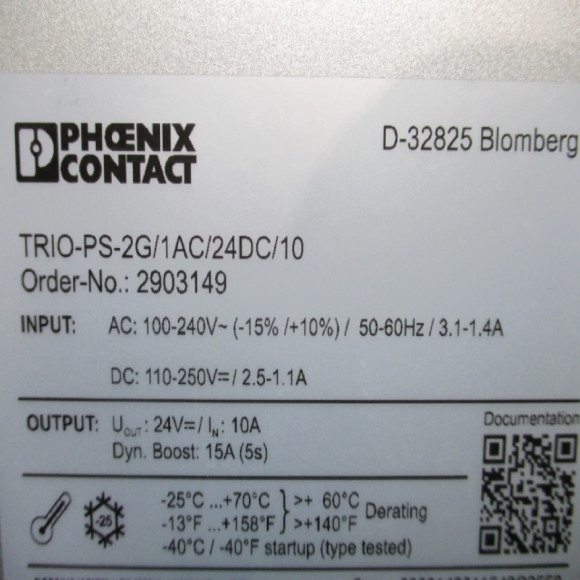 PHŒNIX
CONTACT
D-32825 Blomberg
TRIO-PS-2G/1AC/24DC/10
Order-No.: 2903149
INPUT: AC: 100-240V~ (-15% /+10%) / 50-60Hz / 3.1-1.4A
DC: 110-250V⎓ / 2.5-1.1A
OUTPUT: UOUT: 24V⎓ / IN: 10A
Dyn. Boost: 15A (5s)
Documentation
-25
-25°C ...+70°C } >+ 60°C Derating
-13°F ...+158°F } >+140°F
-40°C / -40°F startup (type tested)